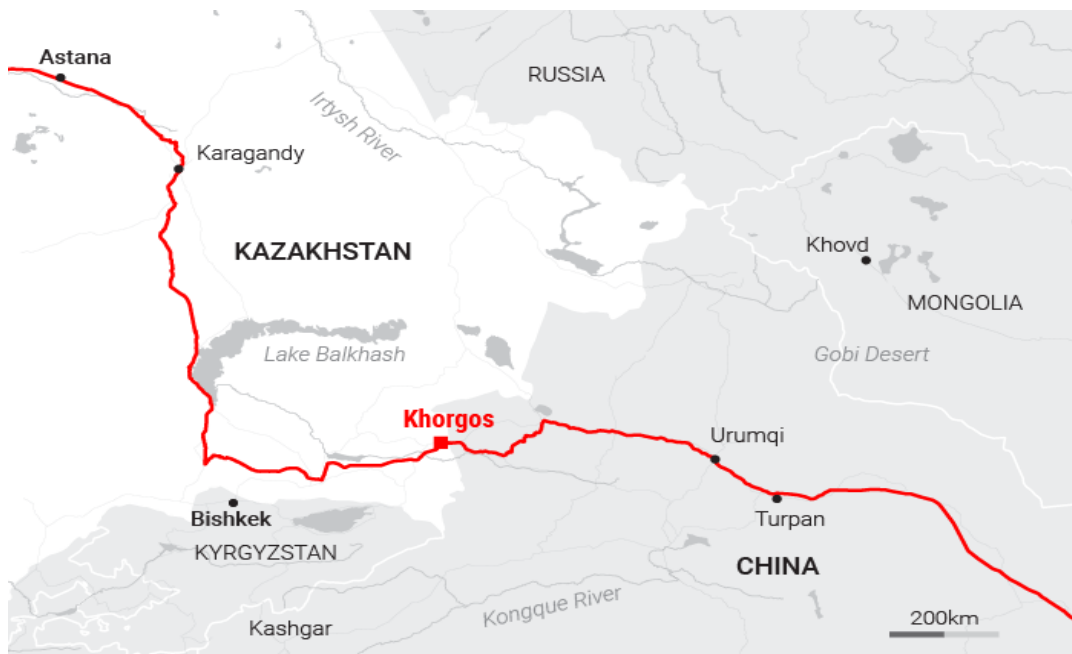 Astana
RUSSIA
Irtysh River
Karagandy
KAZAKHSTAN
Khovd
MONGOLIA
Lake Balkhash
Gobi Desert
Khorgos
Urumqi
Bishkek
Turpan
KYRGYZSTAN
CHINA
Kongque River
200km
Kashgar